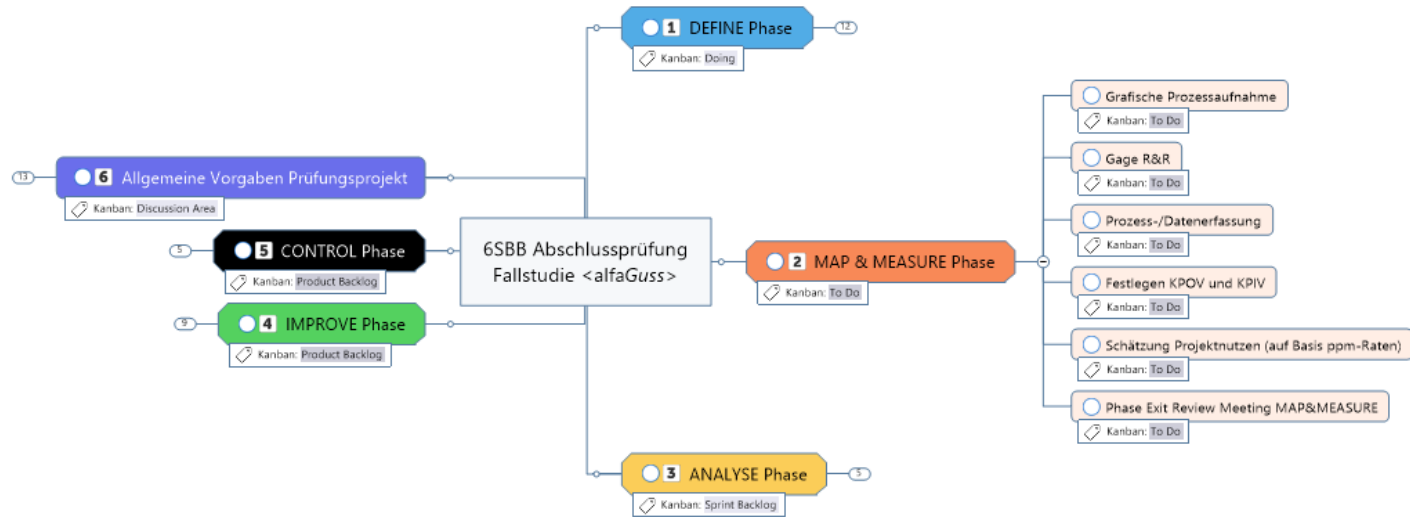 1 DEFINE Phase
12
Kanban: Doing
Grafische Prozessaufnahme
Kanban: To Do
Gage R&R
Kanban: To Do
13
6 Allgemeine Vorgaben Prüfungsprojekt
Kanban: Discussion Area
Prozess-/Datenerfassung
Kanban: To Do
5
5 CONTROL Phase
Kanban: Product Backlog
6SBB Abschlussprüfung
Fallstudie <alfaGuss>
2 MAP & MEASURE Phase
Kanban: To Do
Festlegen KPOV und KPIV
Kanban: To Do
9
4 IMPROVE Phase
Kanban: Product Backlog
Schätzung Projektnutzen (auf Basis ppm-Raten)
Kanban: To Do
Phase Exit Review Meeting MAP&MEASURE
Kanban: To Do
3 ANALYSE Phase
5
Kanban: Sprint Backlog